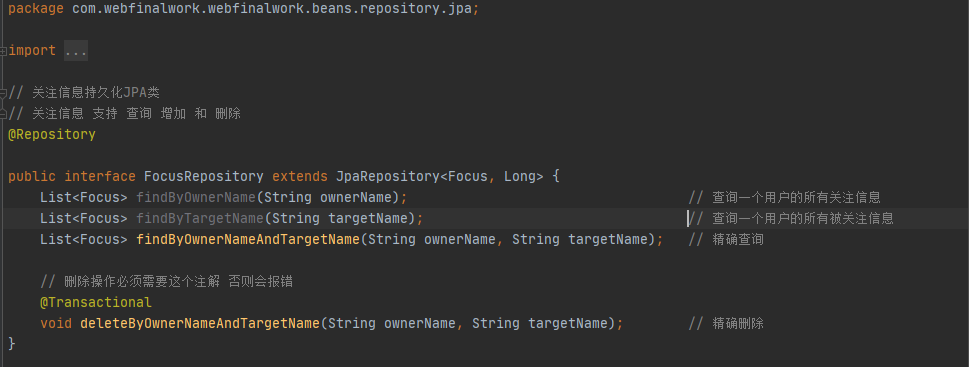 package com.webfinalwork.webfinalwork.beans.repository.jpa;
import ...
// 关注信息持久化JPA类
// 关注信息 支持 查询 增加 和 删除
@Repository
public interface FocusRepository extends JpaRepository<Focus, Long> {
    List<Focus> findByOwnerName(String ownerName);                                  // 查询一个用户的所有关注信息
    List<Focus> findByTargetName(String targetName);                                // 查询一个用户的所有被关注信息
    List<Focus> findByOwnerNameAndTargetName(String ownerName, String targetName);   // 精确查询
    // 删除操作必须需要这个注解 否则会报错
    @Transactional
    void deleteByOwnerNameAndTargetName(String ownerName, String targetName);        // 精确删除
}